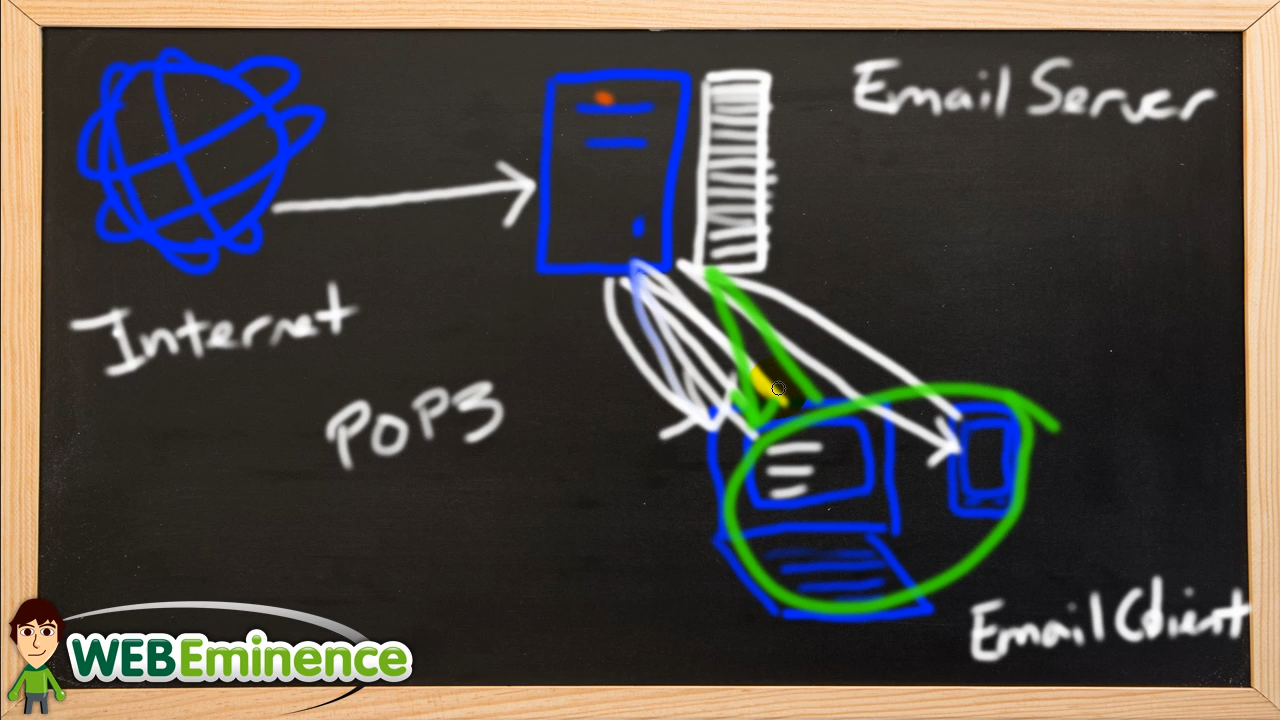 Email Server
Internet
POP3
Email Client
WEBEminence